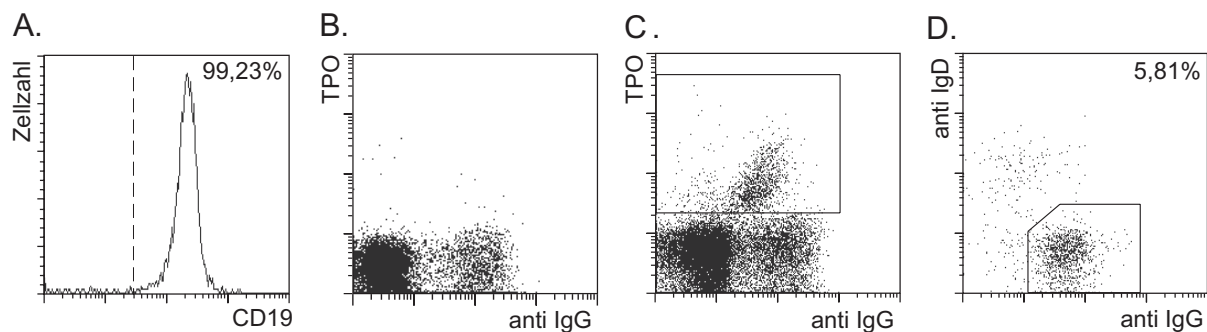 A.
99,23%
Zellzahl
CD19
B.
TPO
anti IgG
C.
TPO
anti IgG
D.
5,81%
anti IgD
anti IgG